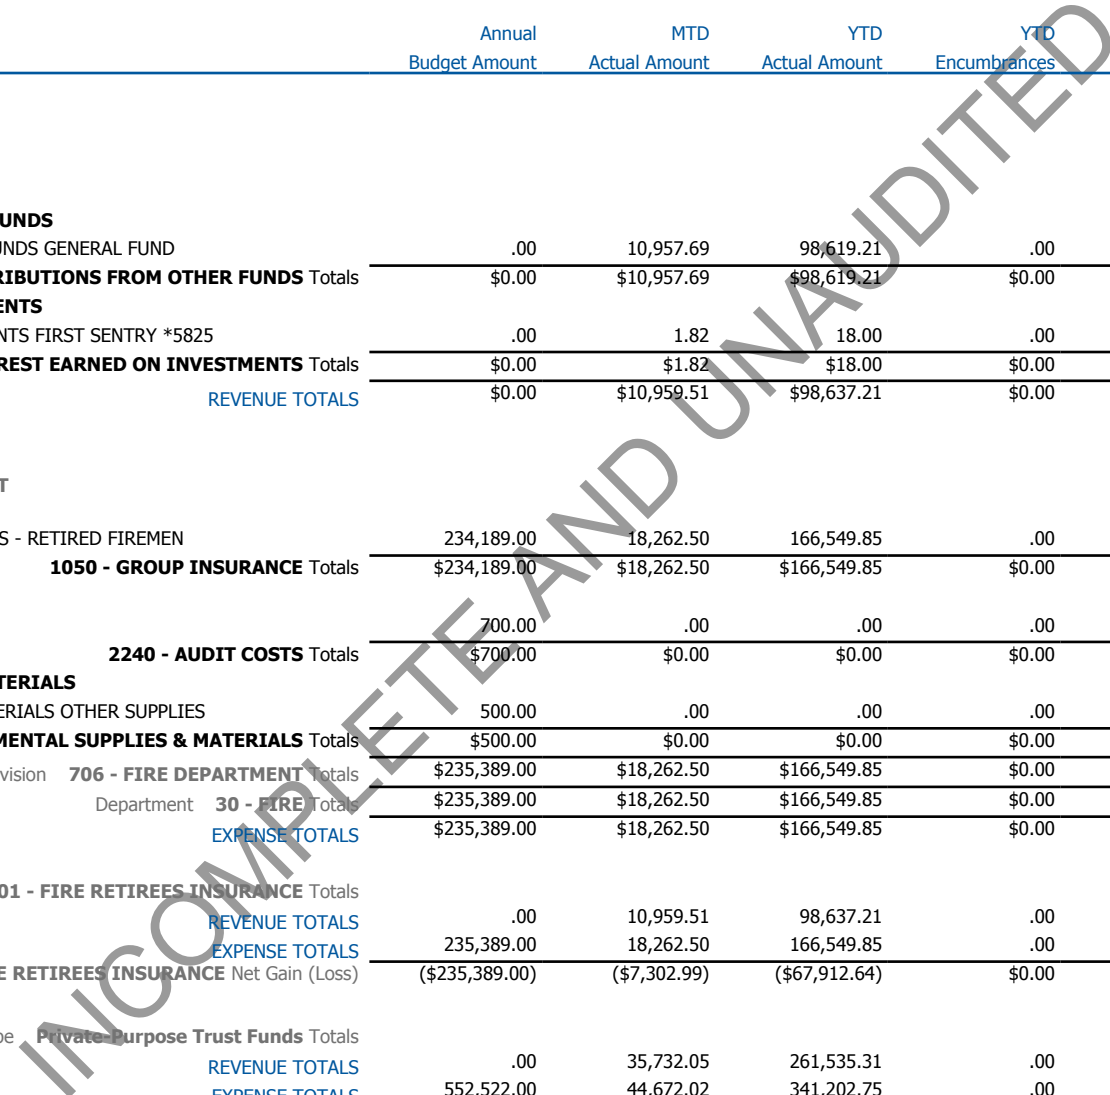 Annual MTD YTD YTD
Budget Amount Actual Amount Actual Amount Encumbrances
UNDS
UNDS GENERAL FUND .00 10,957.69 98,619.21 .00
RIBUTIONS FROM OTHER FUNDS Totals $0.00 $10,957.69 $98,619.21 $0.00
ENTS
NTS FIRST SENTRY *5825 .00 1.82 18.00 .00
REST EARNED ON INVESTMENTS Totals $0.00 $1.82 $18.00 $0.00
REVENUE TOTALS $0.00 $10,959.51 $98,637.21 $0.00
T
S - RETIRED FIREMEN 234,189.00 18,262.50 166,549.85 .00
1050 - GROUP INSURANCE Totals $234,189.00 $18,262.50 $166,549.85 $0.00
700.00 .00 .00 .00
2240 - AUDIT COSTS Totals $700.00 $0.00 $0.00 $0.00
TERIALS
ERIALS OTHER SUPPLIES 500.00 .00 .00 .00
MENTAL SUPPLIES & MATERIALS Totals $500.00 $0.00 $0.00 $0.00
vision 706 - FIRE DEPARTMENT Totals $235,389.00 $18,262.50 $166,549.85 $0.00
Department 30 - FIRE Totals $235,389.00 $18,262.50 $166,549.85 $0.00
EXPENSE TOTALS $235,389.00 $18,262.50 $166,549.85 $0.00
01 - FIRE RETIREES INSURANCE Totals
REVENUE TOTALS .00 10,959.51 98,637.21 .00
EXPENSE TOTALS 235,389.00 18,262.50 166,549.85 .00
E RETIREES INSURANCE Net Gain (Loss) ($235,389.00) ($7,302.99) ($67,912.64) $0.00
pe Private-Purpose Trust Funds Totals
REVENUE TOTALS .00 35,732.05 261,535.31 .00
EXPENSE TOTALS 552,522.00 44,672.02 341,202.75 .00
INCOMPLETE AND UNAUDITED